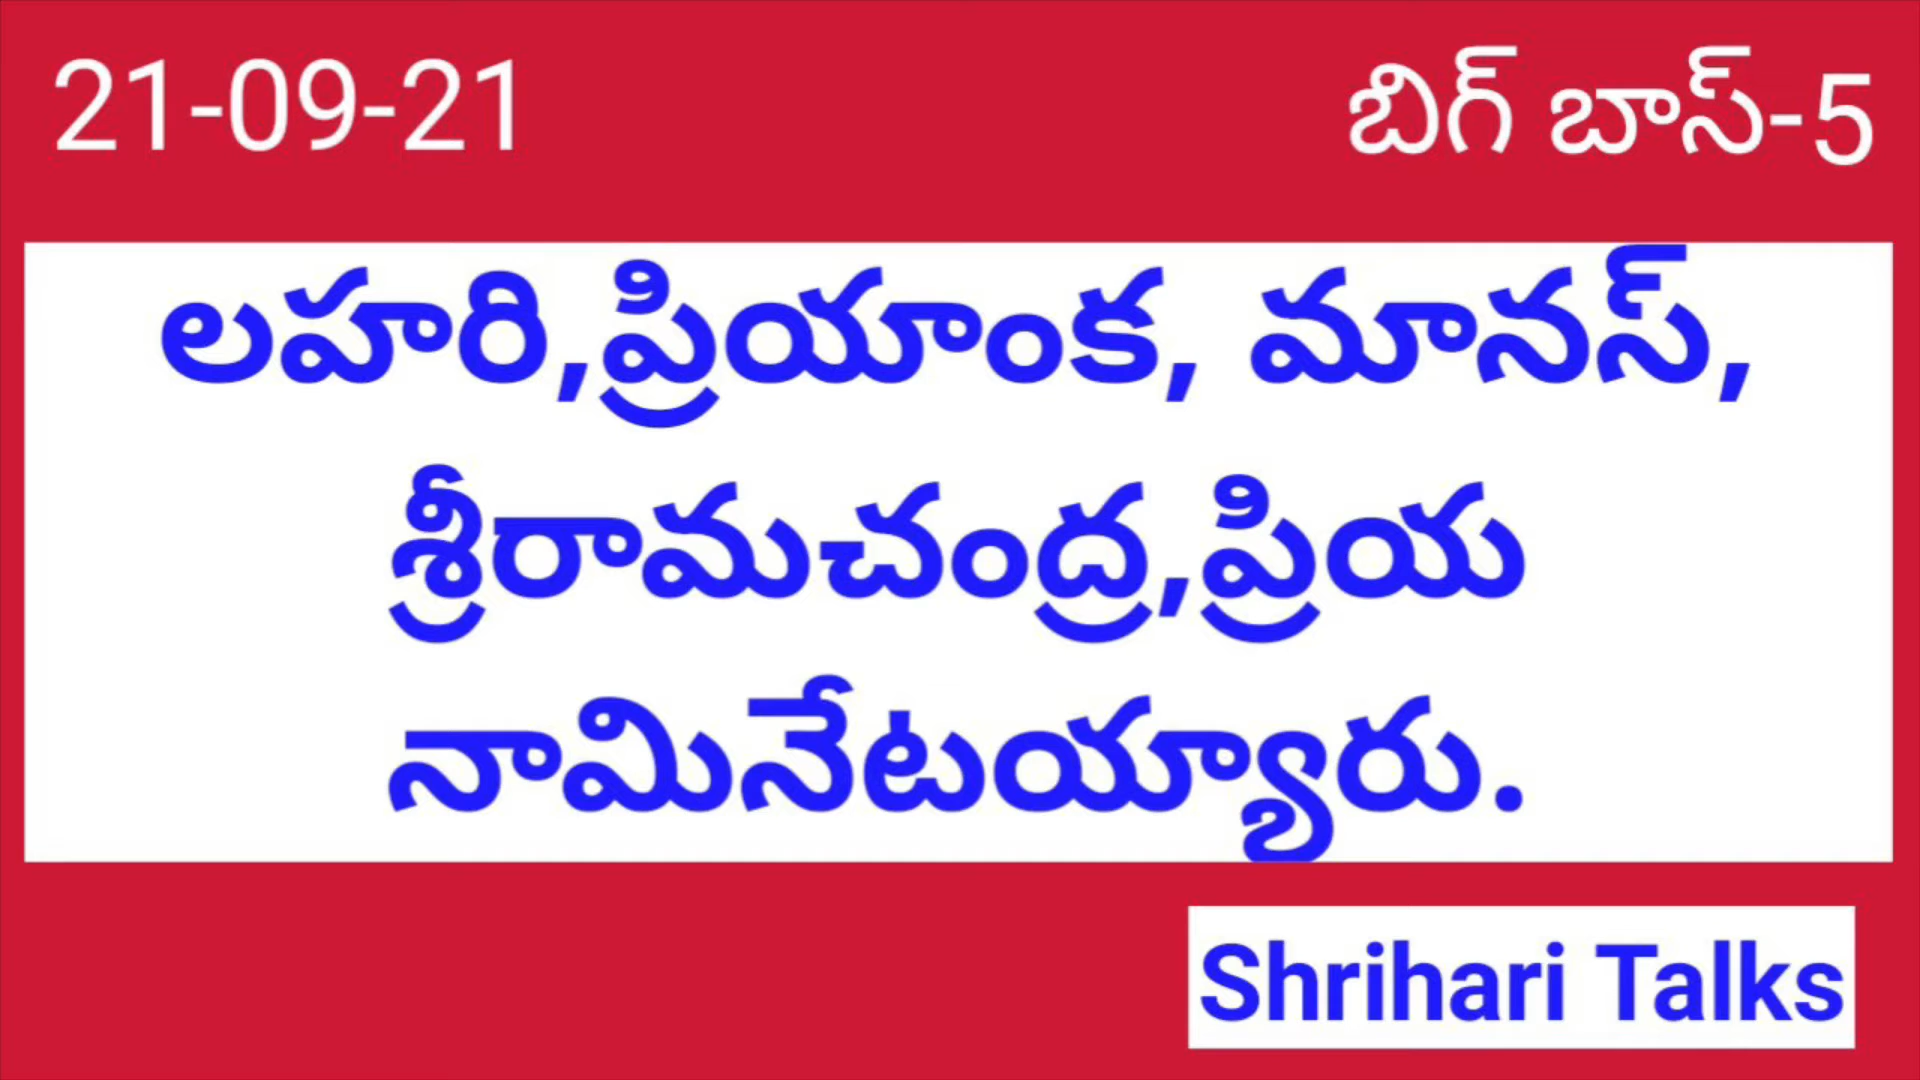 21-09-21
బిగ్ బాస్-5
లహరి,ప్రియాంక, మానస్,
శ్రీరామచంద్ర,ప్రియ
నామినేటయ్యారు.
Shrihari Talks